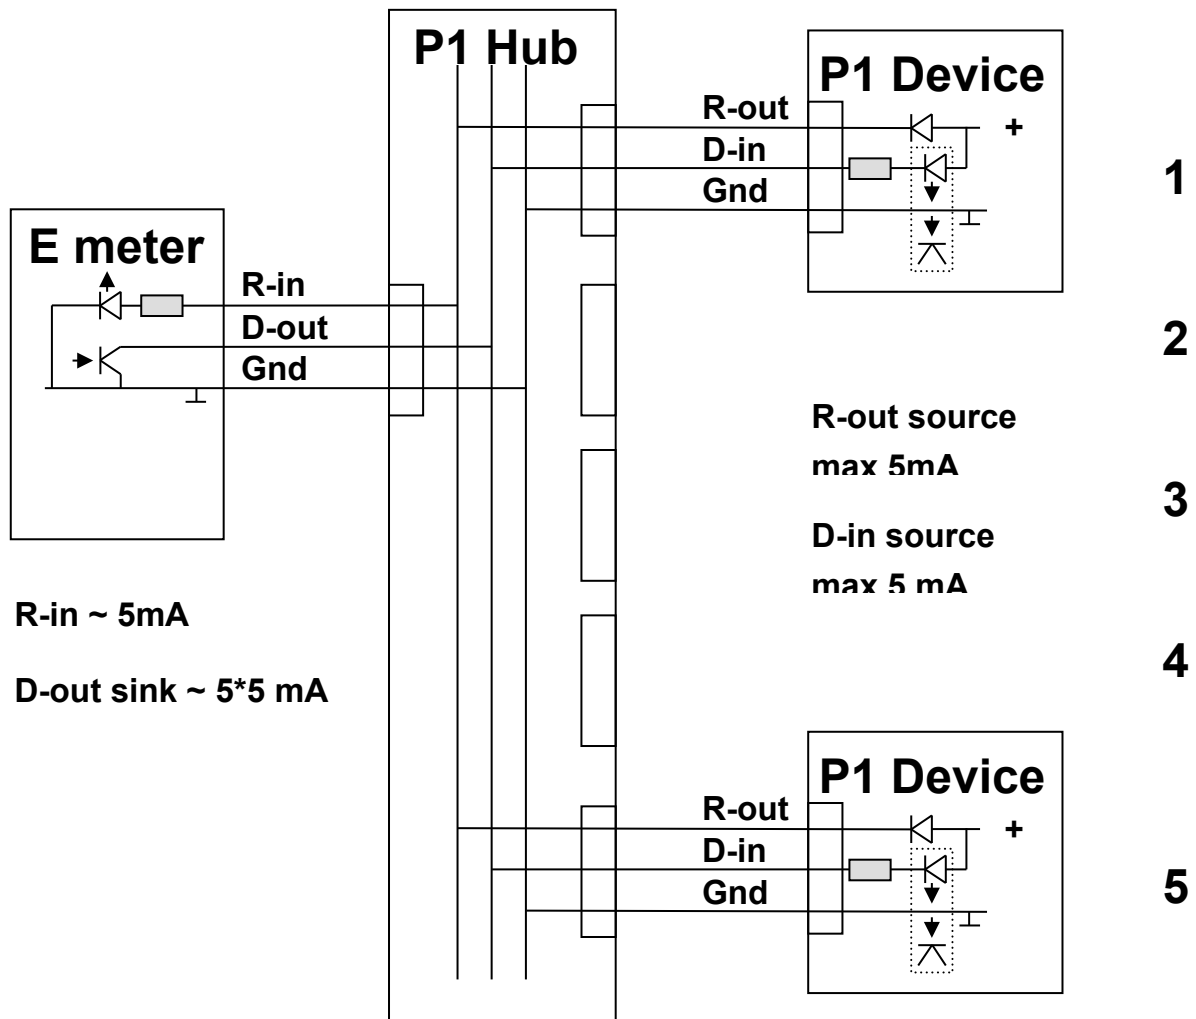 P1 Hub
P1 Device
R-out
+
D-in
Gnd
1
E meter
R-in
D-out
Gnd
2
R-out source
max 5mA
3
D-in source
max 5 mA
R-in ~ 5mA
D-out sink ~ 5*5 mA
4
P1 Device
R-out
+
D-in
Gnd
5